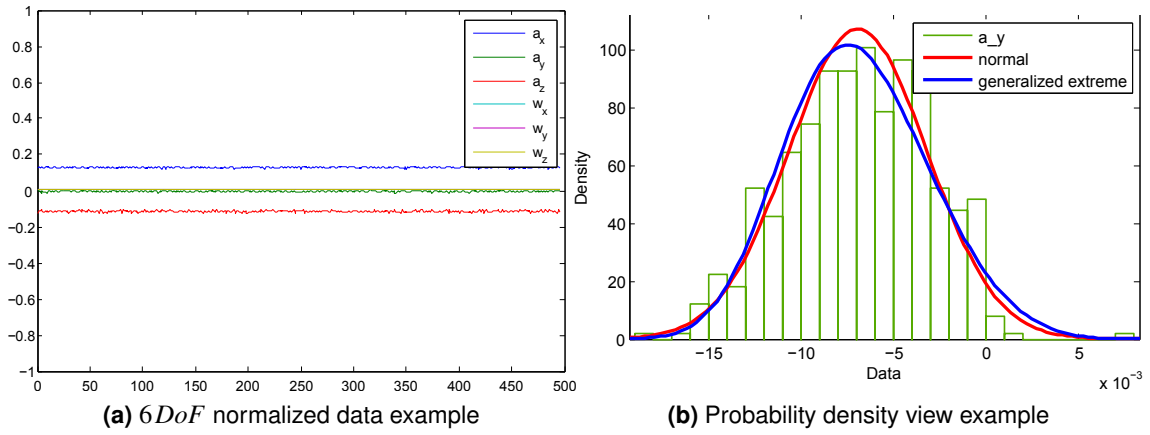 1
0.8
0.6
0.4
0.2
0
−0.2
−0.4
−0.6
−0.8
−1
0 50 100 150 200 250 300 350 400 450 500
a_x
a_y
a_z
w_x
w_y
w_z
(a) 6DoF normalized data example
100
80
60
40
20
0
Density
−15 −10 −5 0 5
Data
x 10⁻³
a_y
normal
generalized extreme
(b) Probability density view example